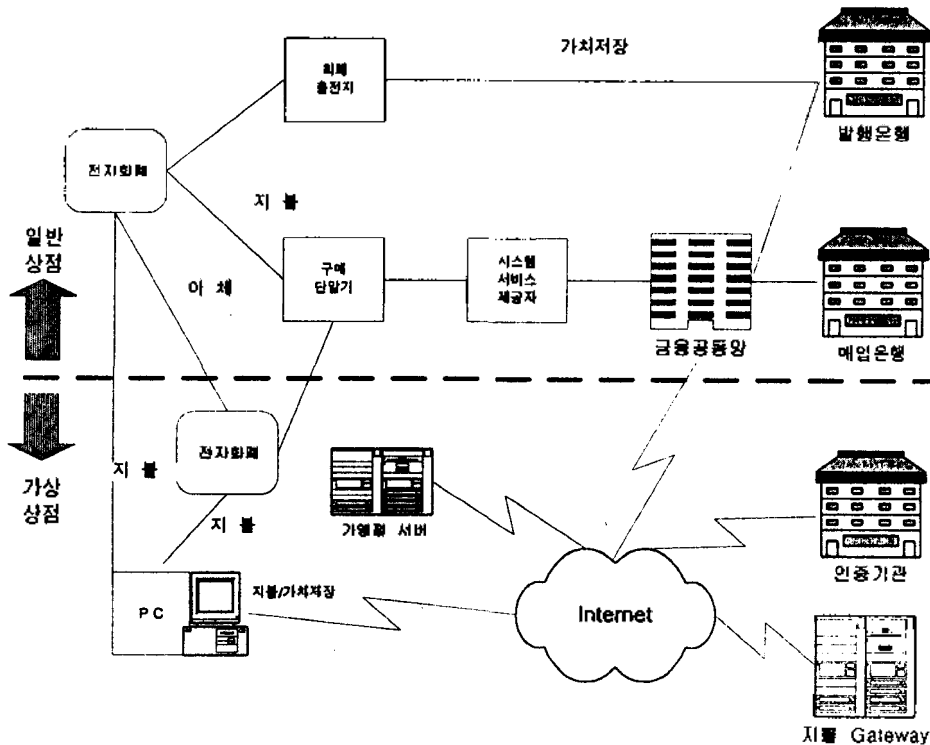 가치저장
화폐
충전지
발행은행
전자화폐
지 불
일반
상점
이 체
구매
단말기
시스템
서비스
제공자
금융공동망
매입은행
전자화폐
지 불
가상
상점
지 불
가맹점 서버
인증기관
PC
지불/가치저장
Internet
지불 Gateway